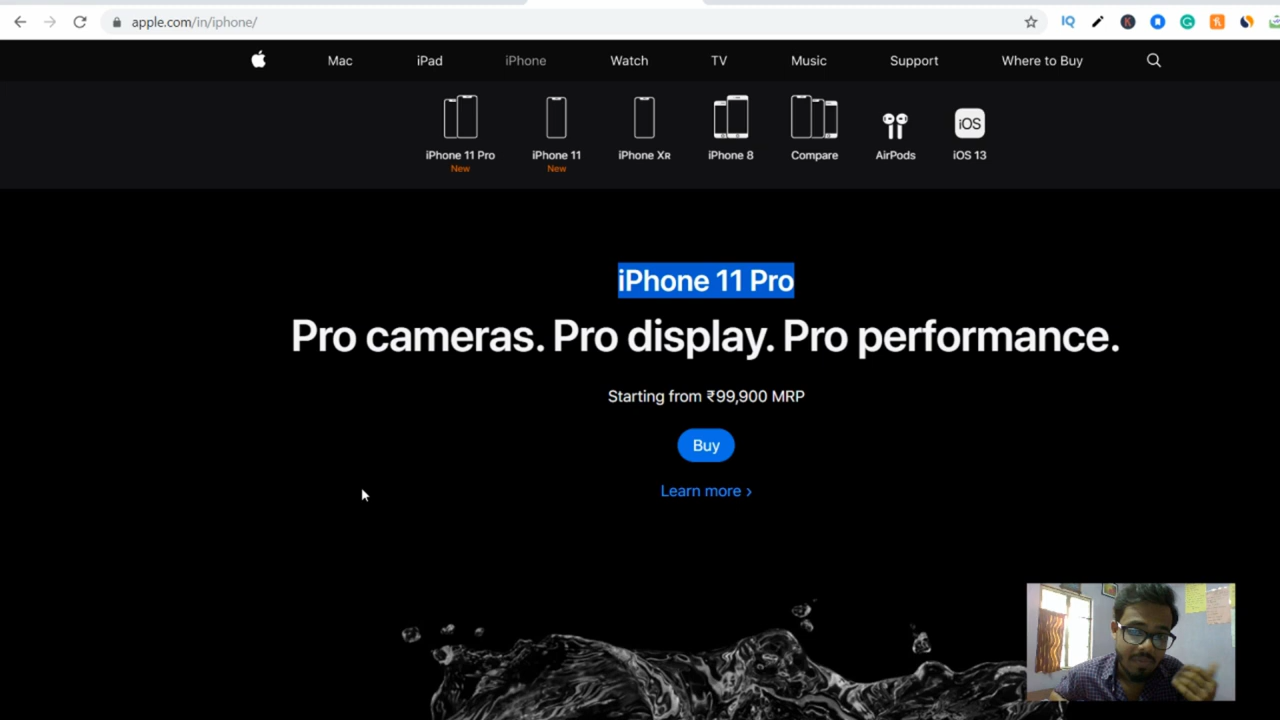 apple.com/in/iphone/
IQ
K
Mac iPad iPhone Watch TV Music Support Where to Buy
iPhone 11 Pro iPhone 11 iPhone XR iPhone 8 Compare AirPods iOS 13
New New
iOS
iPhone 11 Pro
Pro cameras. Pro display. Pro performance.
Starting from ₹99,900 MRP
Buy
Learn more ›